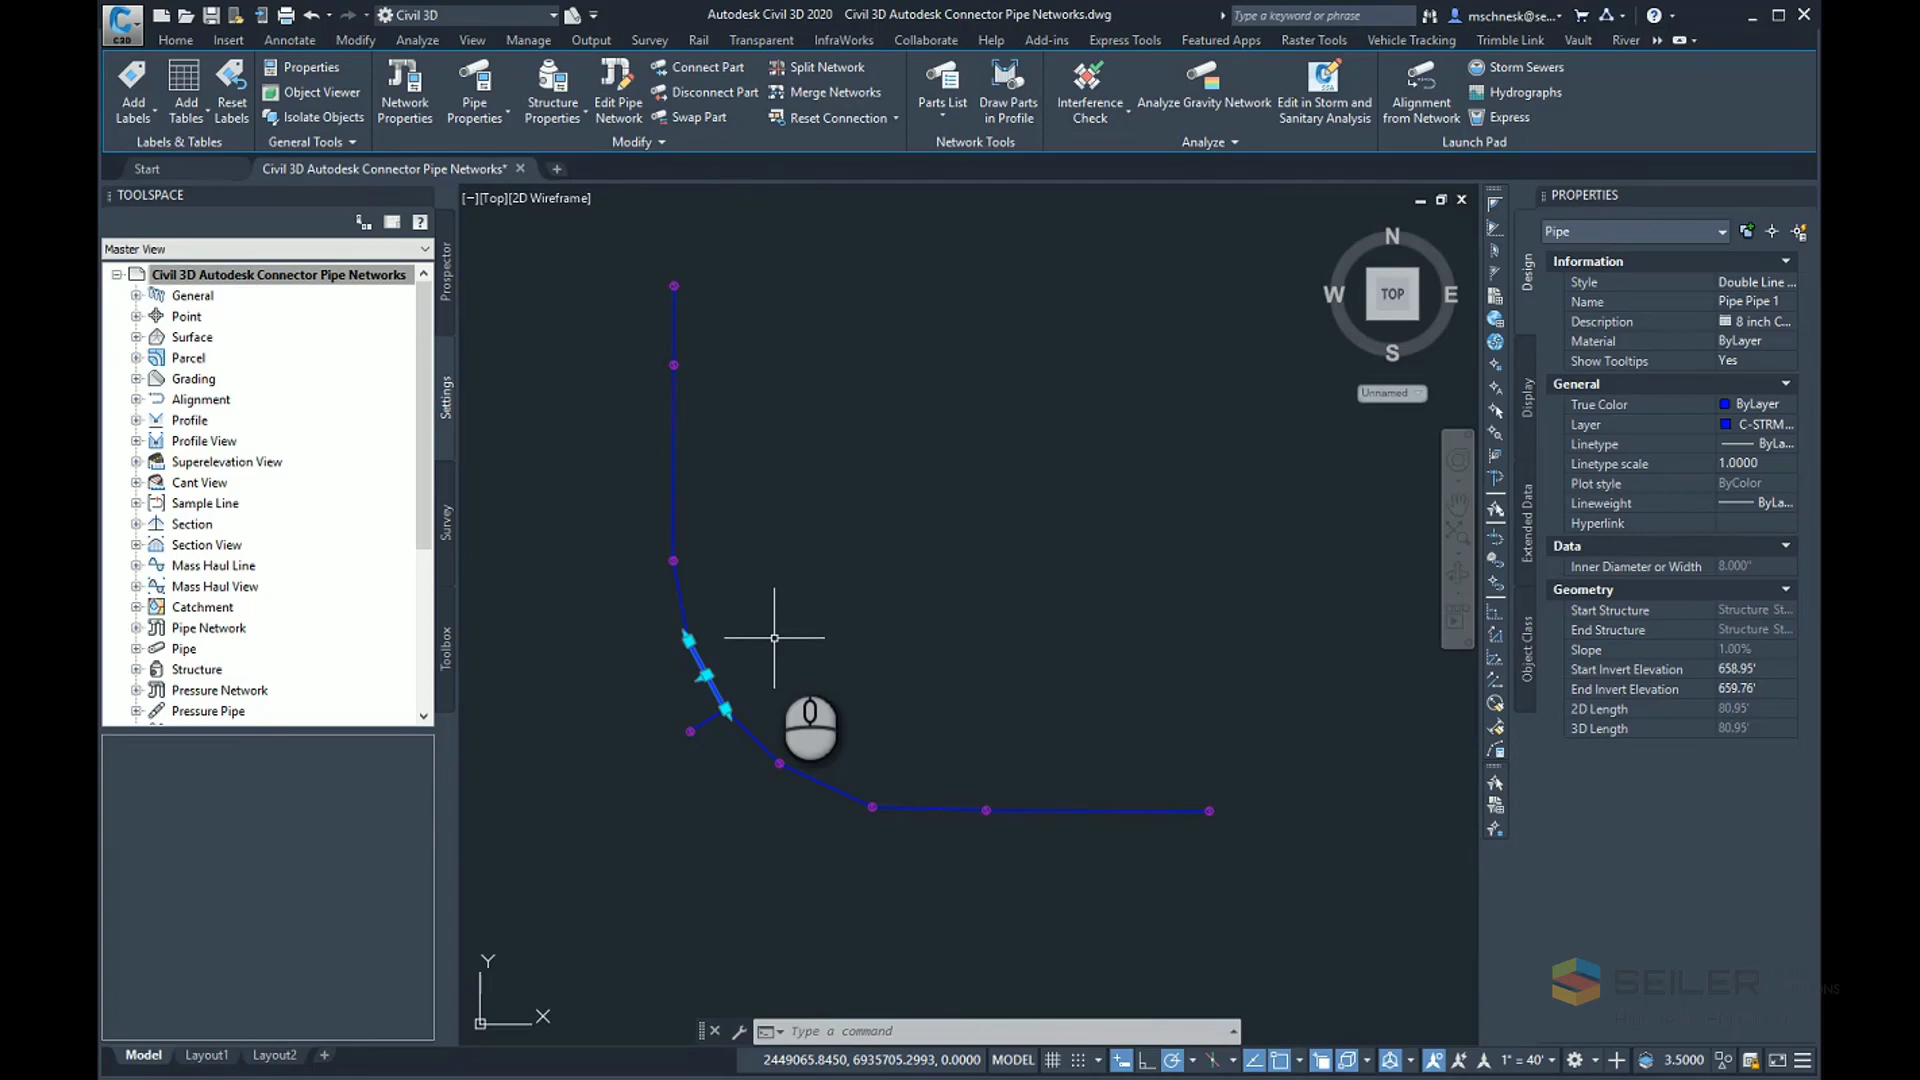 Civil 3D
Autodesk Civil 3D 2020 Civil 3D Autodesk Connector Pipe Networks.dwg
Type a keyword or phrase
mschnesk@se...
C3D
Home Insert Annotate Modify Analyze View Manage Output Survey Rail Transparent InfraWorks Collaborate Help Add-ins Express Tools Featured Apps Raster Tools Vehicle Tracking Trimble Link Vault River
Add Labels
Add Tables
Reset Labels
Labels & Tables
Properties
Object Viewer
Isolate Objects
General Tools
Network Properties
Pipe Properties
Structure Properties
Edit Pipe Network
Connect Part
Disconnect Part
Swap Part
Split Network
Merge Networks
Reset Connection
Modify
Parts List
Draw Parts in Profile
Network Tools
Interference Check
Analyze Gravity Network
Edit in Storm and Sanitary Analysis
Analyze
Alignment from Network
Storm Sewers
Hydrographs
Express
Launch Pad
Start
Civil 3D Autodesk Connector Pipe Networks*
TOOLSPACE
Master View
Civil 3D Autodesk Connector Pipe Networks
General
Point
Surface
Parcel
Grading
Alignment
Profile
Profile View
Superelevation View
Cant View
Sample Line
Section
Section View
Mass Haul Line
Mass Haul View
Catchment
Pipe Network
Pipe
Structure
Pressure Network
Pressure Pipe
Prospector
Settings
Survey
Toolbox
[−][Top][2D Wireframe]
N
W TOP E
S
Unnamed
Y
X
Type a command
PROPERTIES
Pipe
Design
Display
Extended Data
Object Class
Information
Style Double Line ...
Name Pipe Pipe 1
Description 8 inch C...
Material ByLayer
Show Tooltips Yes
General
True Color ByLayer
Layer C-STRM...
Linetype ByLa...
Linetype scale 1.0000
Plot style ByColor
Lineweight ByLa...
Hyperlink
Data
Inner Diameter or Width 8.000"
Geometry
Start Structure Structure St...
End Structure Structure St...
Slope 1.00%
Start Invert Elevation 658.95'
End Invert Elevation 659.76'
2D Length 80.95'
3D Length 80.95'
SEILER
Model Layout1 Layout2
2449065.8450, 6935705.2993, 0.0000 MODEL 1" = 40' 3.5000